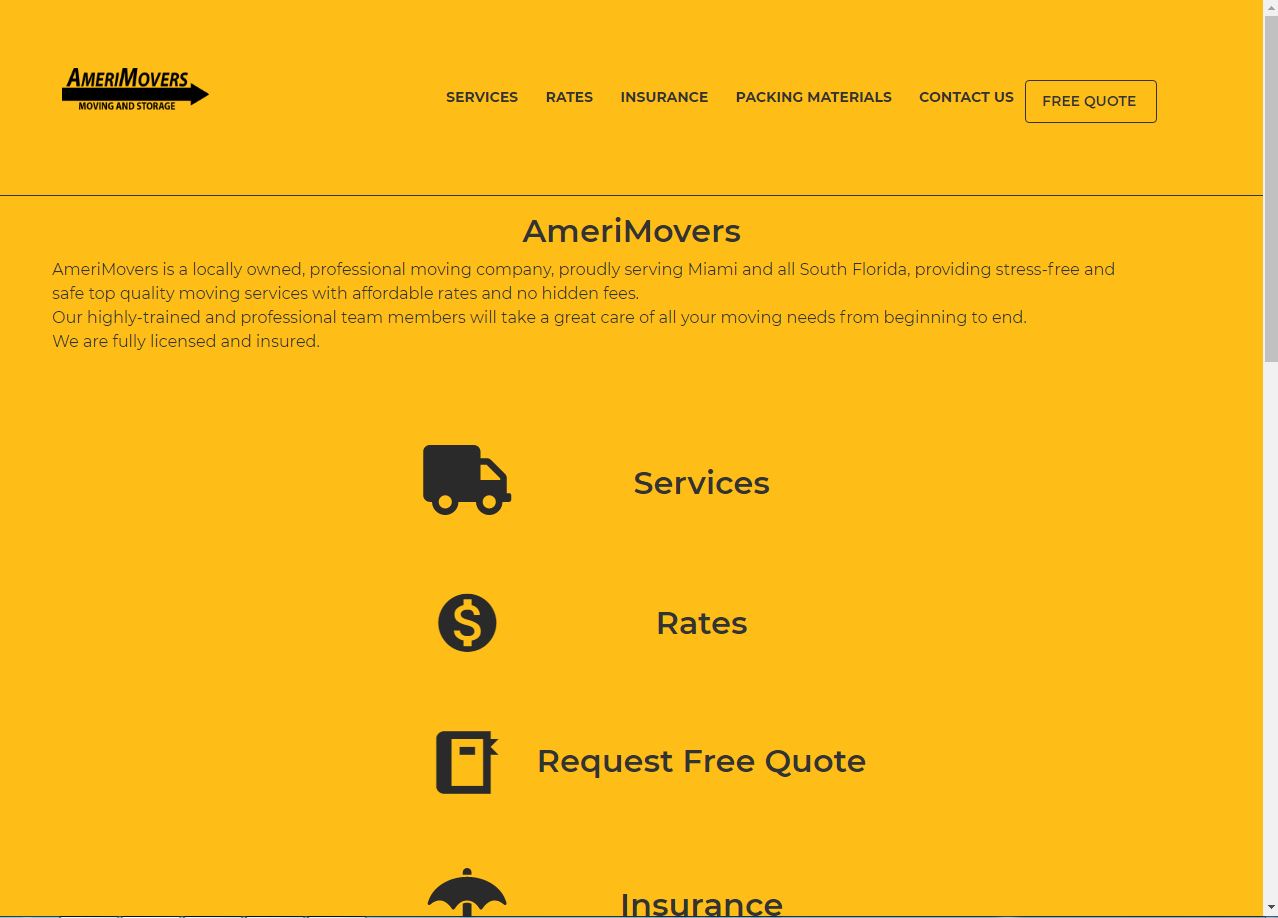 AMERIMOVERS
MOVING AND STORAGE
SERVICES RATES INSURANCE PACKING MATERIALS CONTACT US FREE QUOTE
AmeriMovers
AmeriMovers is a locally owned, professional moving company, proudly serving Miami and all South Florida, providing stress-free and
safe top quality moving services with affordable rates and no hidden fees.
Our highly-trained and professional team members will take a great care of all your moving needs from beginning to end.
We are fully licensed and insured.
Services
$ Rates
Request Free Quote
Insurance